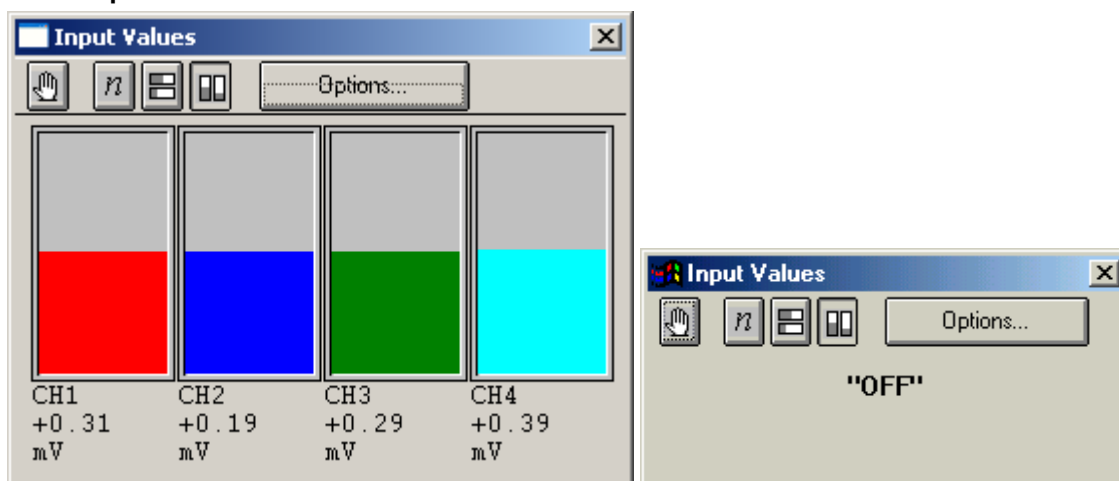 Input Values
n
Options...
CH1 CH2 CH3 CH4
+0.31 +0.19 +0.29 +0.39
mV mV mV mV
Input Values
n
Options...
"OFF"